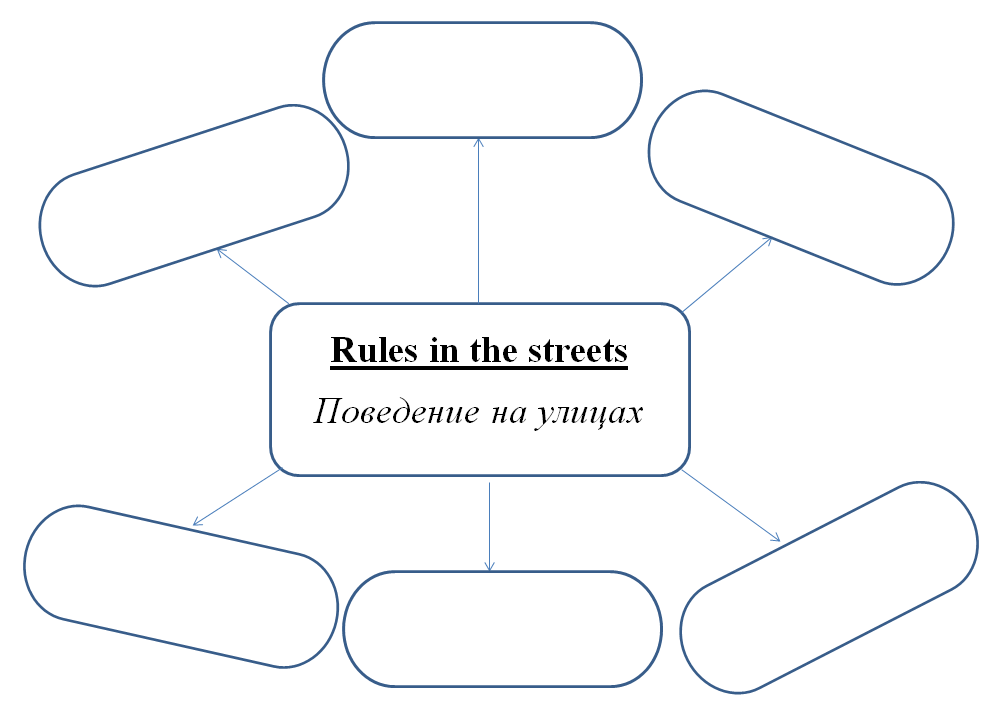 Rules in the streets
Поведение на улицах